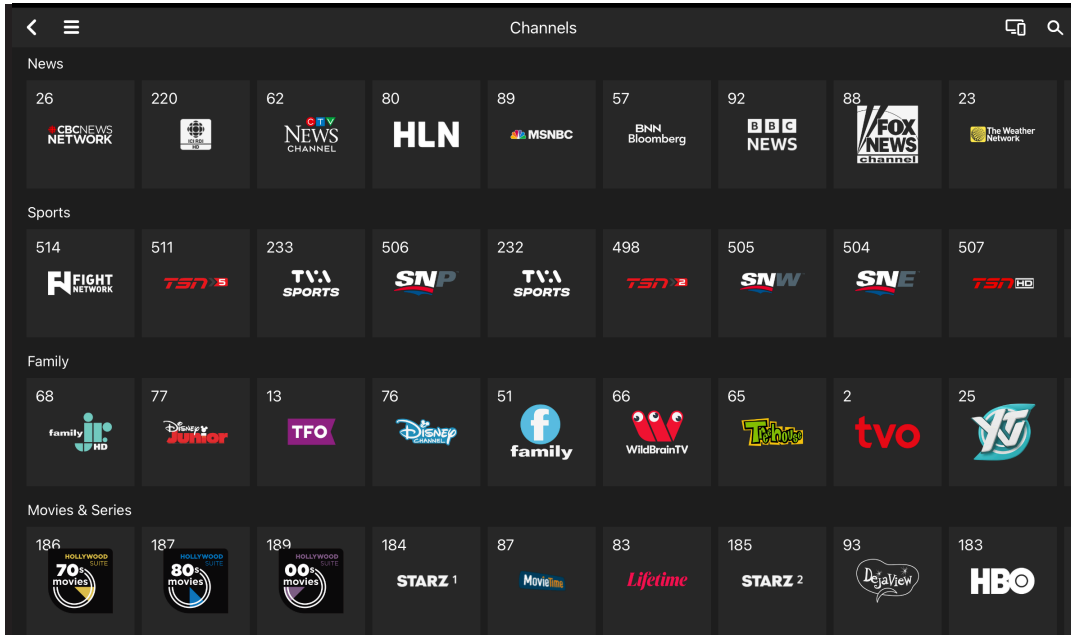 Channels
News
26
CBCNEWS
NETWORK
220
ICI RDI
HD
62
CTV
NEWS
CHANNEL
80
HLN
89
MSNBC
57
BNN
Bloomberg
92
BBC
NEWS
88
FOX
NEWS
channel
23
The Weather
Network
Sports
514
FIGHT
NETWORK
511
TSN 5
233
TVA
SPORTS
506
SNP
232
TVA
SPORTS
498
TSN 2
505
SNW
504
SNE
507
TSN HD
Family
68
family jr.
HD
77
Disney
Junior
13
TFO
76
Disney
CHANNEL
51
f
family
66
WildBrainTV
65
Treehouse
2
tvo
25
YTV
Movies & Series
186
HOLLYWOOD
SUITE
70s
movies
187
HOLLYWOOD
SUITE
80s
movies
189
HOLLYWOOD
SUITE
00s
movies
184
STARZ 1
87
MovieTime
83
Lifetime
185
STARZ 2
93
DejaView
183
HBO